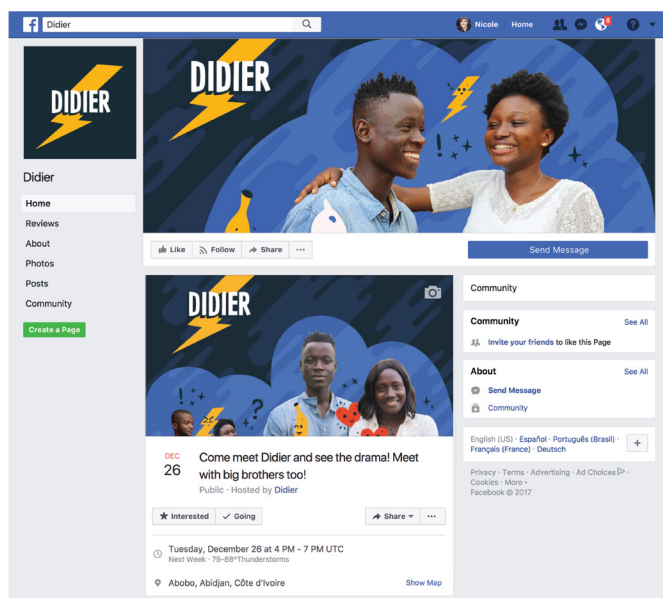 Didier
Nicole Home 8
DIDIER
DIDIER
Didier
Home
Reviews
About
Photos
Posts
Community
Create a Page
Like Follow Share
Send Message
DIDIER
DEC
26
Come meet Didier and see the drama! Meet
with big brothers too!
Public · Hosted by Didier
Interested Going
Share
Tuesday, December 26 at 4 PM - 7 PM UTC
Next Week · 75–88°Thunderstorms
Abobo, Abidjan, Côte d'Ivoire Show Map
Community
Community See All
Invite your friends to like this Page
About See All
Send Message
Community
English (US) · Español · Português (Brasil) ·
Français (France) · Deutsch
Privacy · Terms · Advertising · Ad Choices ·
Cookies · More
Facebook © 2017